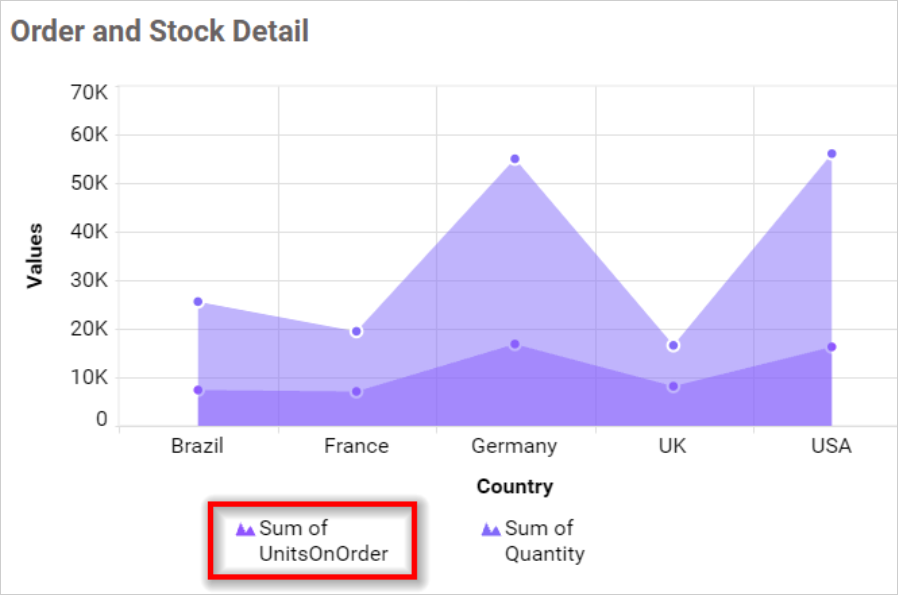 Order and Stock Detail
70K
60K
50K
40K
30K
20K
10K
0
Values
Brazil France Germany UK USA
Country
Sum of
UnitsOnOrder
Sum of
Quantity